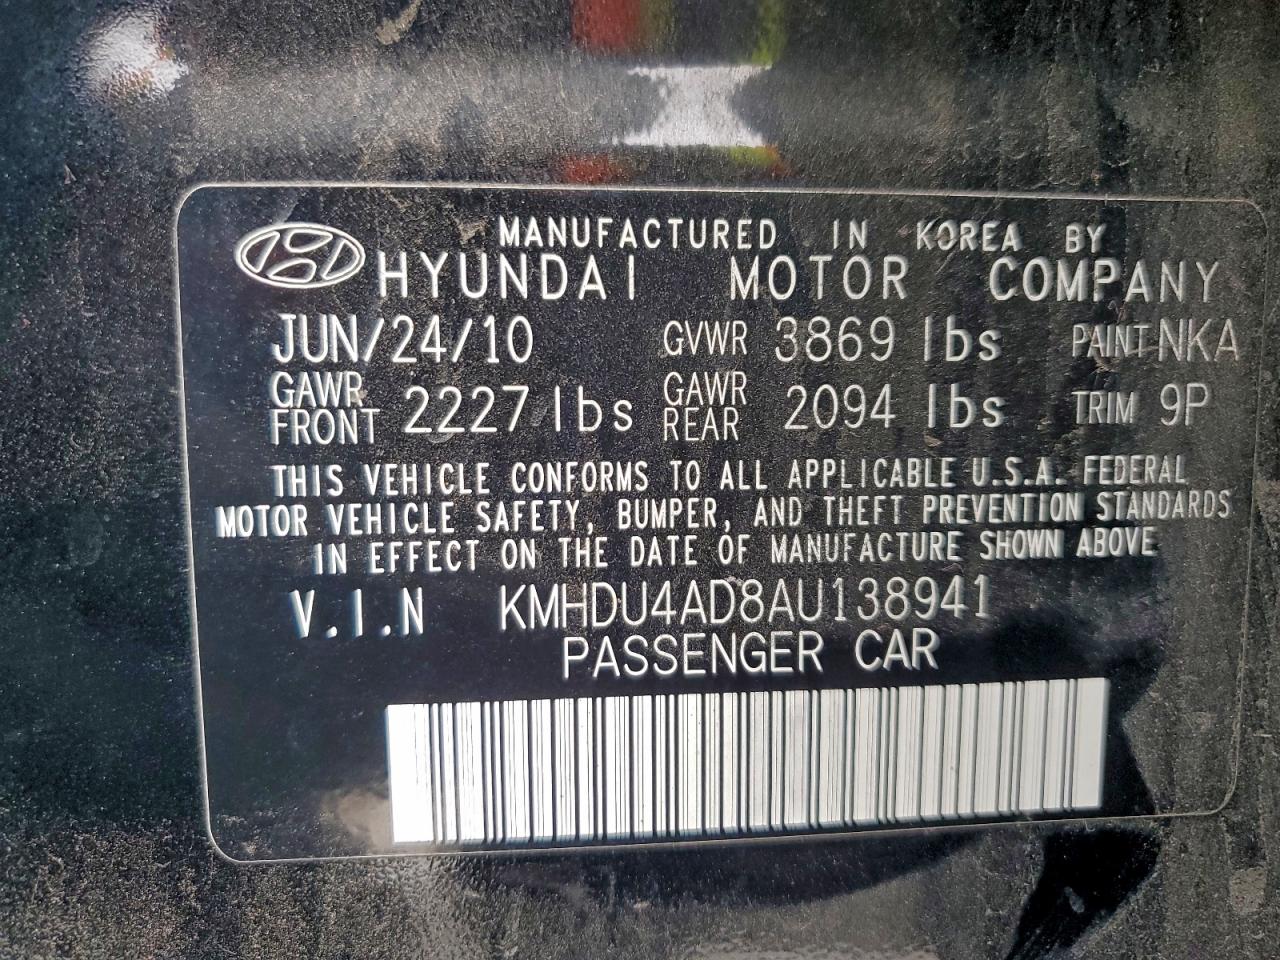 MANUFACTURED IN KOREA BY
HYUNDAI MOTOR COMPANY
JUN/24/10 GVWR 3869 lbs PAINT NKA
GAWR FRONT 2227 lbs GAWR REAR 2094 lbs TRIM 9P
THIS VEHICLE CONFORMS TO ALL APPLICABLE U.S.A. FEDERAL
MOTOR VEHICLE SAFETY, BUMPER, AND THEFT PREVENTION STANDARDS
IN EFFECT ON THE DATE OF MANUFACTURE SHOWN ABOVE
V.I.N KMHDU4AD8AU138941
PASSENGER CAR